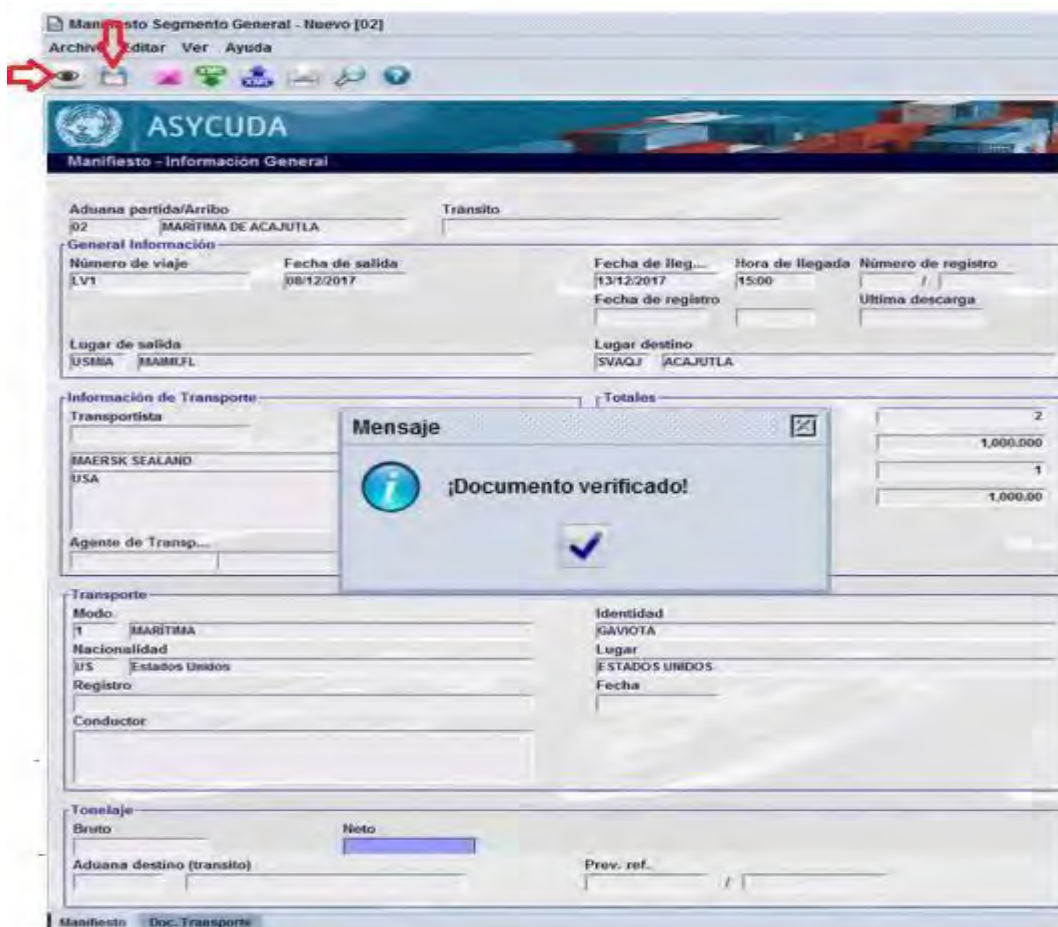 Manifiesto Segmento General - Nuevo [02]
Archivo Editar Ver Ayuda
XML XML
ASYCUDA
Manifiesto - Información General
Aduana partida/Arribo Tránsito
02 MARÍTIMA DE ACAJUTLA
General Información
Número de viaje Fecha de salida Fecha de lleg... Hora de llegada Número de registro
LV1 08/12/2017 13/12/2017 15:00 /
Fecha de registro Ultima descarga
Lugar de salida Lugar destino
USMIA SVAQJ ACAJUTLA
Información de Transporte Totales
Transportista 2
1,000.000
MAERSK SEALAND 1
USA 1,000.00
Mensaje
¡Documento verificado!
Agente de Transp...
Transporte
Modo Identidad
1 MARÍTIMA GAVIOTA
Nacionalidad Lugar
US Estados Unidos ESTADOS UNIDOS
Registro Fecha
Conductor
Tonelaje
Bruto Neto
Aduana destino (transito) Prev. ref.
/
Manifiesto Doc. Transporte